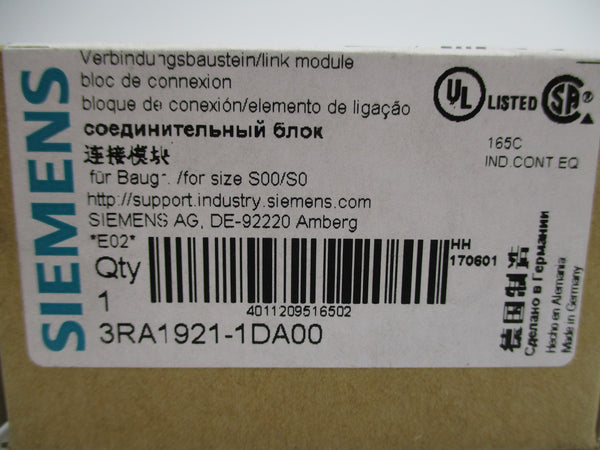 SIEMENS
Verbindungsbaustein/link module
bloc de connexion
bloque de conexión/elemento de ligação
соединительный блок
连接模块
für Baugr. /for size S00/S0
http://support.industry.siemens.com
SIEMENS AG, DE-92220 Amberg
*E02*
Qty
1
4011209516502
3RA1921-1DA00
UL LISTED SA
165C
IND.CONT EQ
HH
170601
德国制造
Сделано в Германии
Hecho en Alemania
Made in Germany